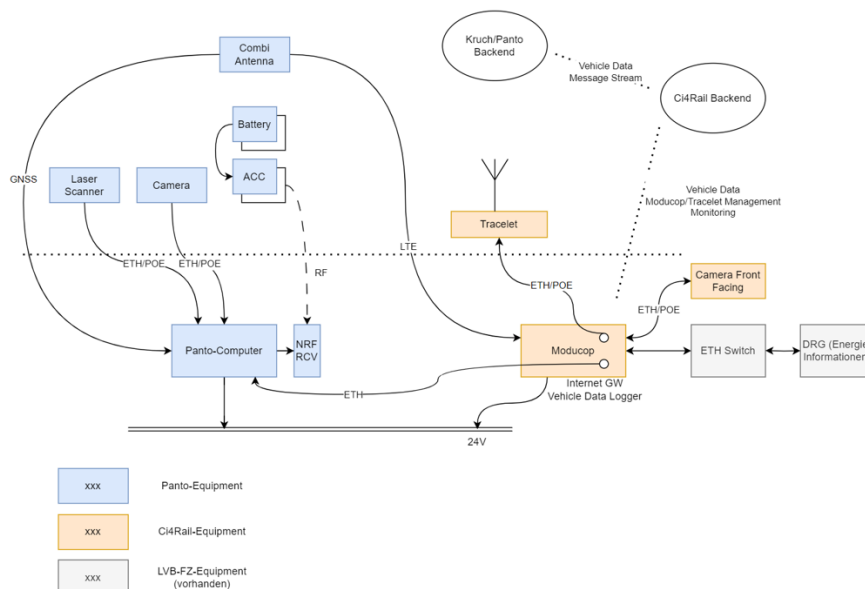 Combi
Antenna
Kruch/Panto
Backend
Vehicle Data
Message Stream
Ci4Rail Backend
Battery
ACC
GNSS
Laser
Scanner
Camera
Vehicle Data
Moducop/Tracelet Management
Monitoring
Tracelet
LTE
ETH/POE
ETH/POE
RF
ETH/POE
Camera Front
Facing
ETH/POE
Panto-Computer
NRF
RCV
Moducop
ETH Switch
DRG (Energie
Informationen
Internet GW
Vehicle Data Logger
ETH
24V
xxx
Panto-Equipment
xxx
Ci4Rail-Equipment
xxx
LVB-FZ-Equipment
(vorhanden)